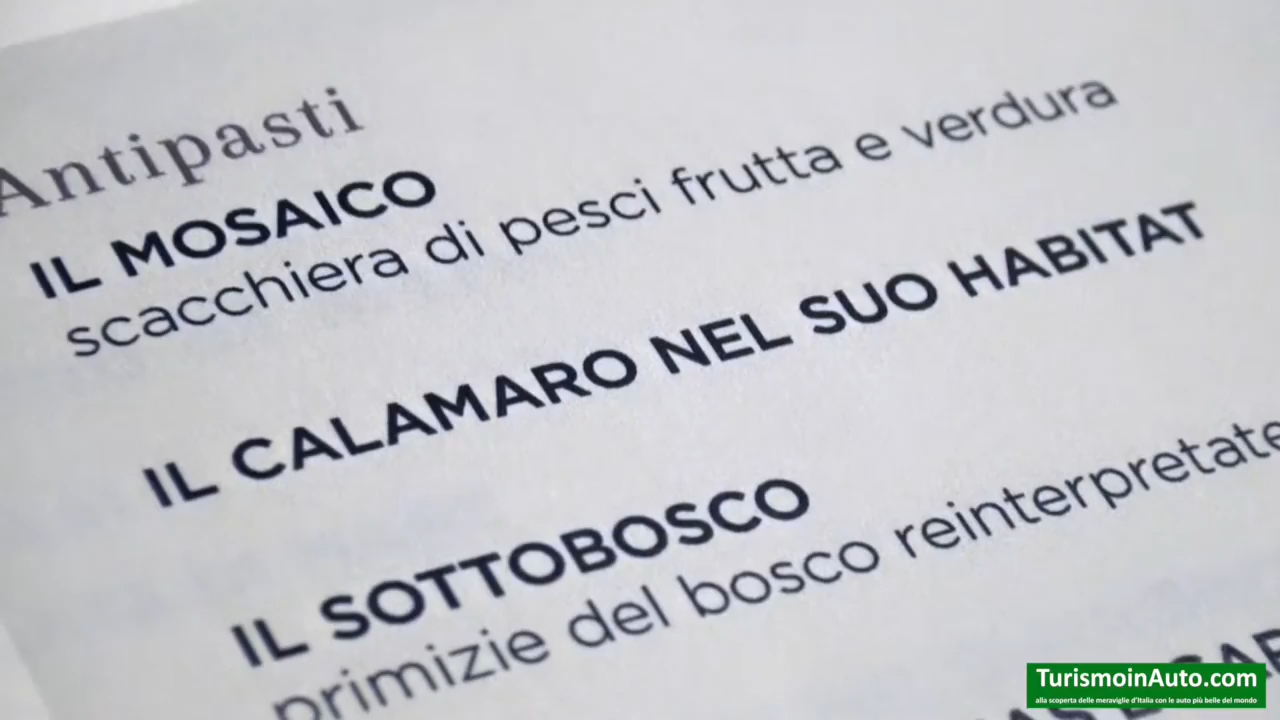 Antipasti
IL MOSAICO
scacchiera di pesci frutta e verdura
IL CALAMARO NEL SUO HABITAT
IL SOTTOBOSCO
primizie del bosco reinterpretate
TurismoinAuto.com
alla scoperta delle meraviglie d'Italia con le auto più belle del mondo